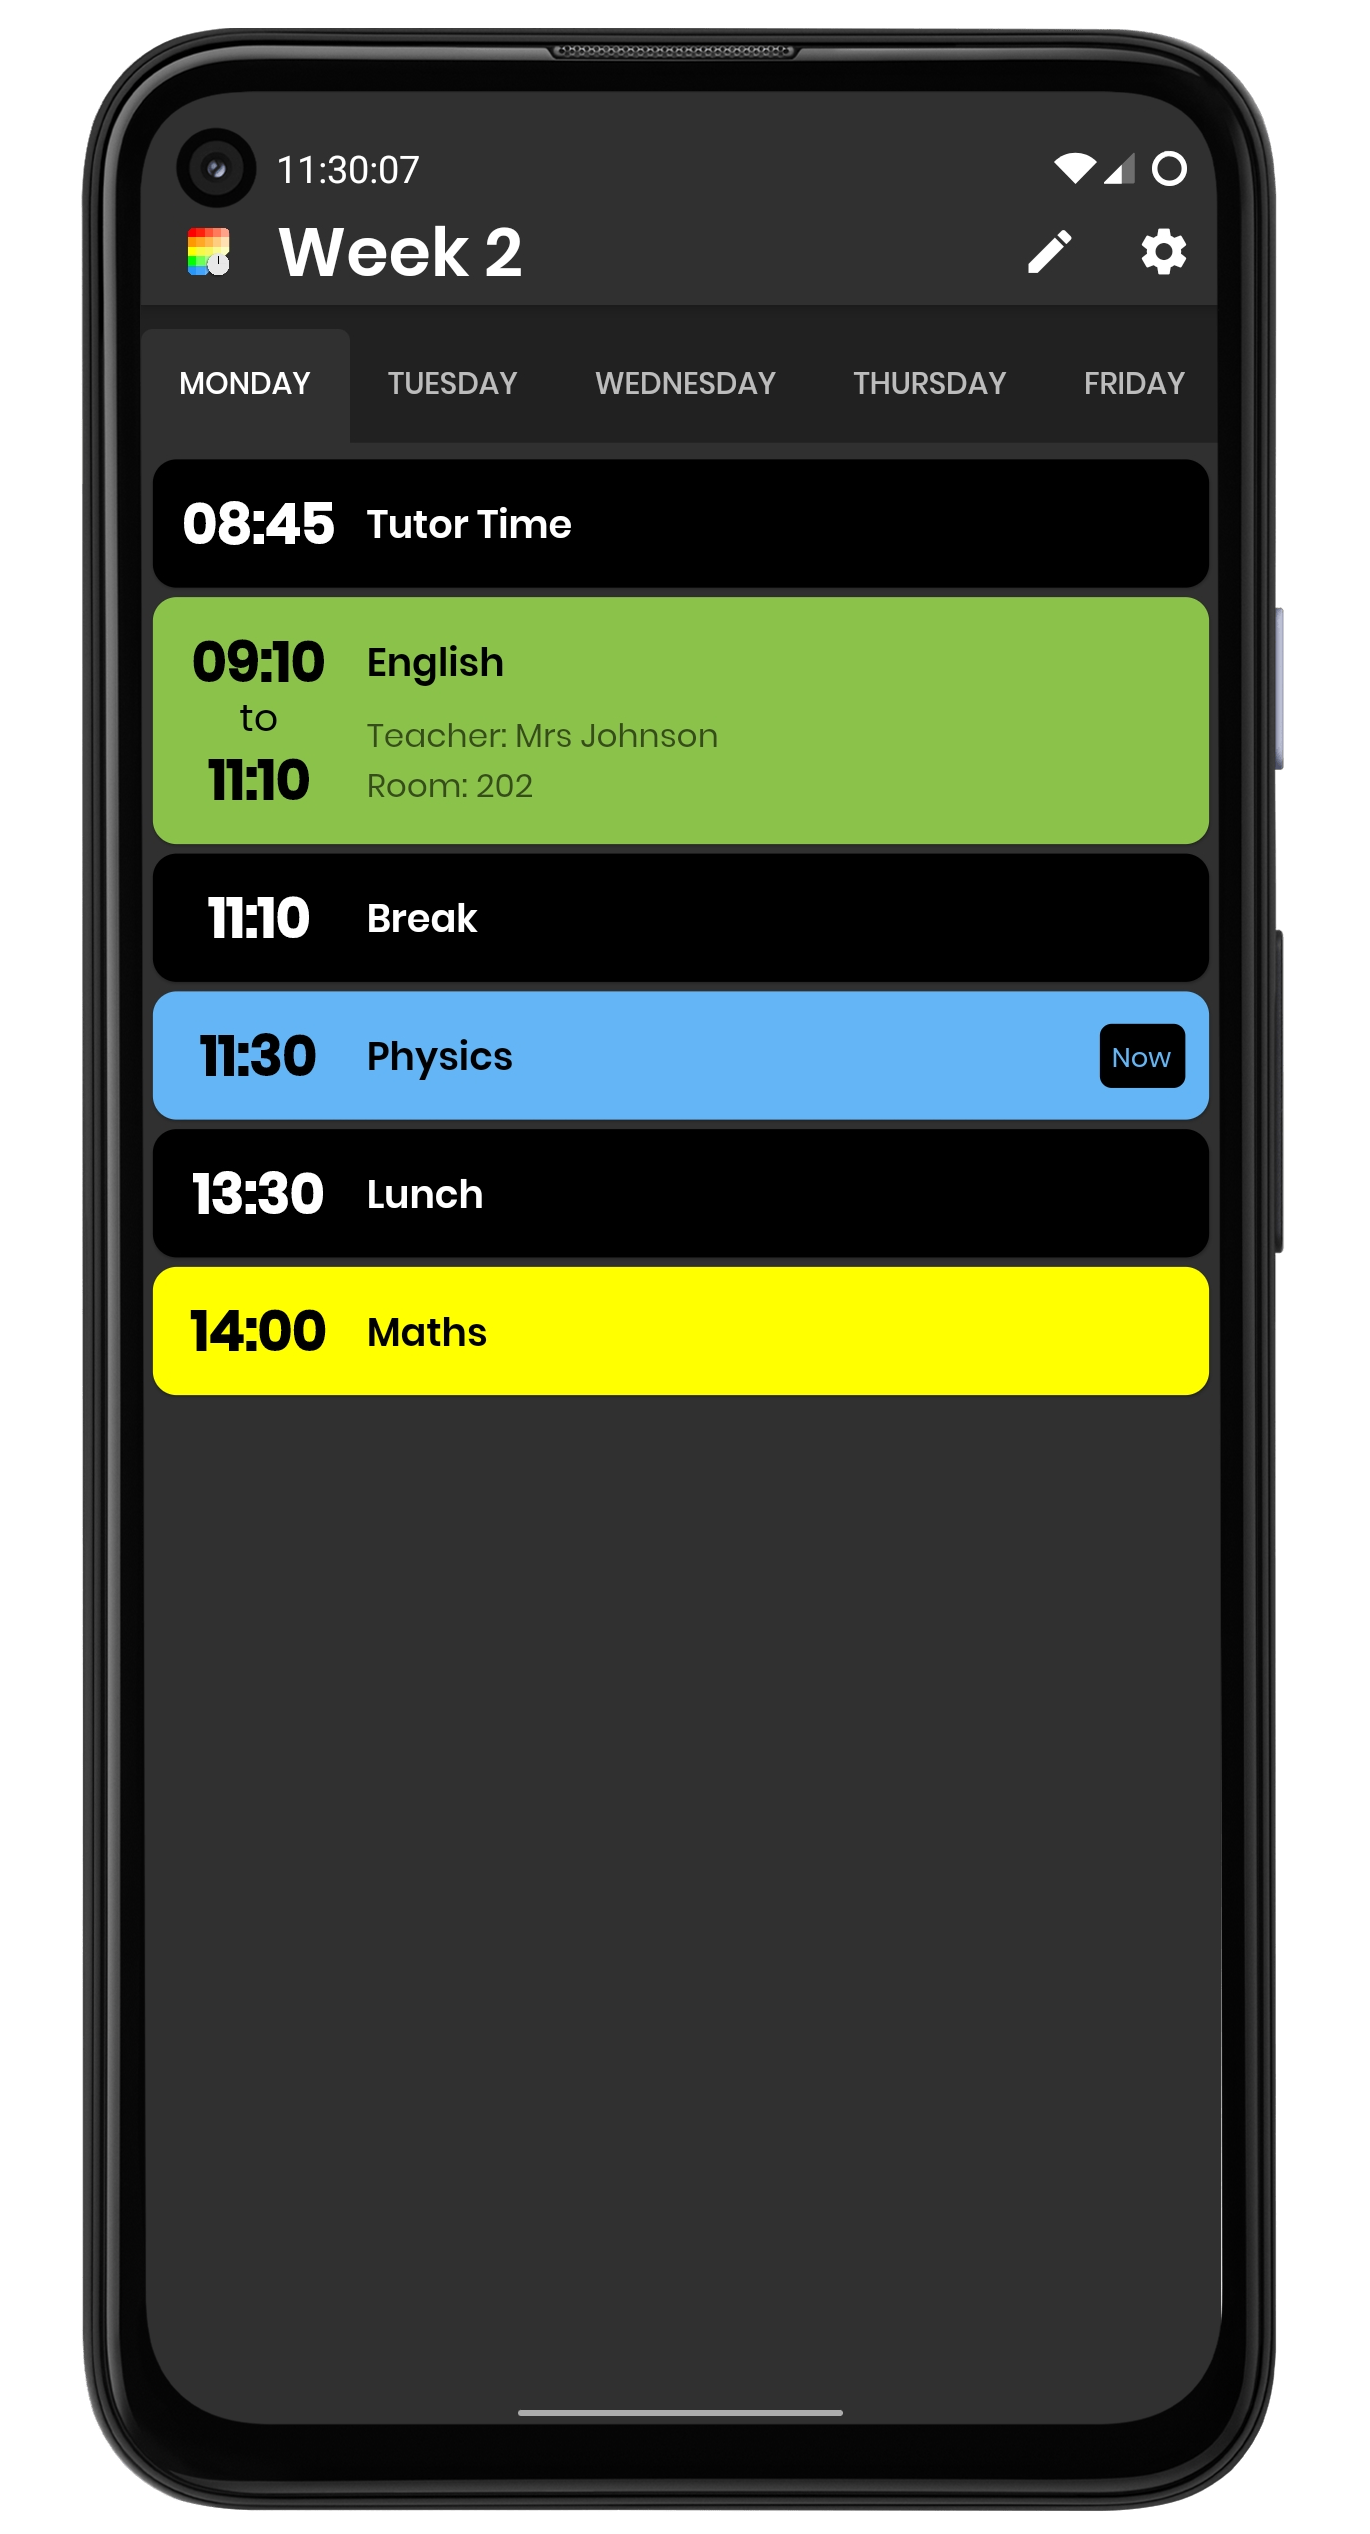 11:30:07
Week 2
MONDAY TUESDAY WEDNESDAY THURSDAY FRIDAY
08:45 Tutor Time
09:10 English
to
Teacher: Mrs Johnson
11:10
Room: 202
11:10 Break
11:30 Physics Now
13:30 Lunch
14:00 Maths